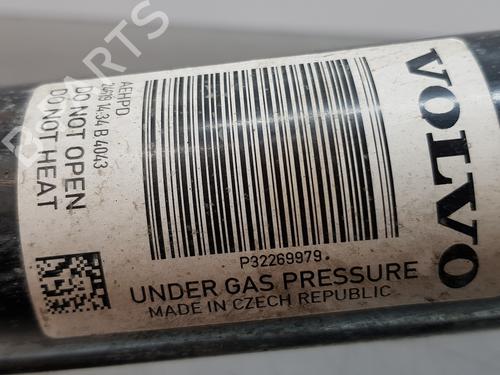 VOLVO
AEHPD
14:34 B 4043
DO NOT OPEN
DO NOT HEAT
P32269979
UNDER GAS PRESSURE
MADE IN CZECH REPUBLIC
PARTS